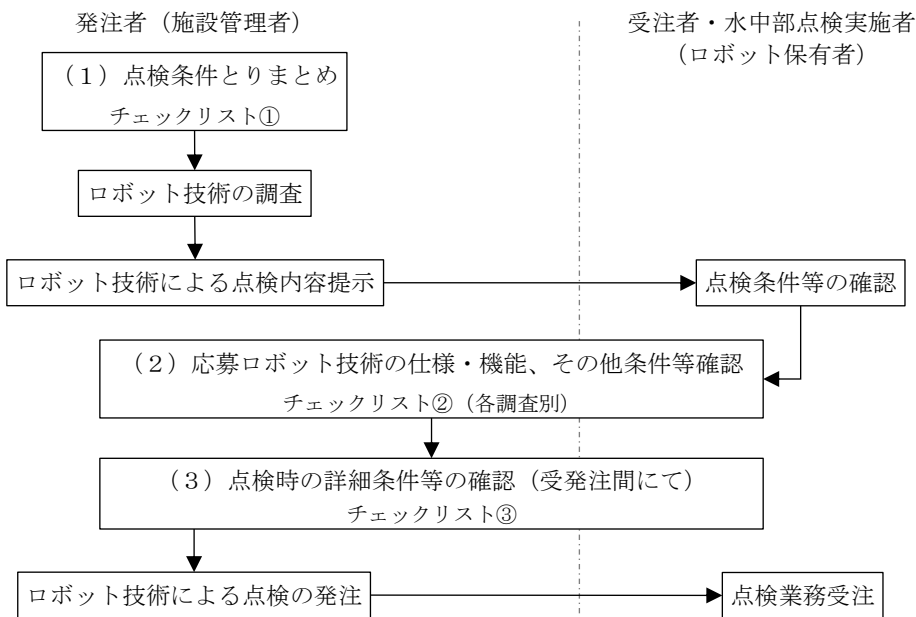 発注者（施設管理者）
受注者・水中部点検実施者
（ロボット保有者）
（１）点検条件とりまとめ
チェックリスト①
ロボット技術の調査
ロボット技術による点検内容提示
点検条件等の確認
（２）応募ロボット技術の仕様・機能、その他条件等確認
チェックリスト②（各調査別）
（３）点検時の詳細条件等の確認（受発注間にて）
チェックリスト③
ロボット技術による点検の発注
点検業務受注